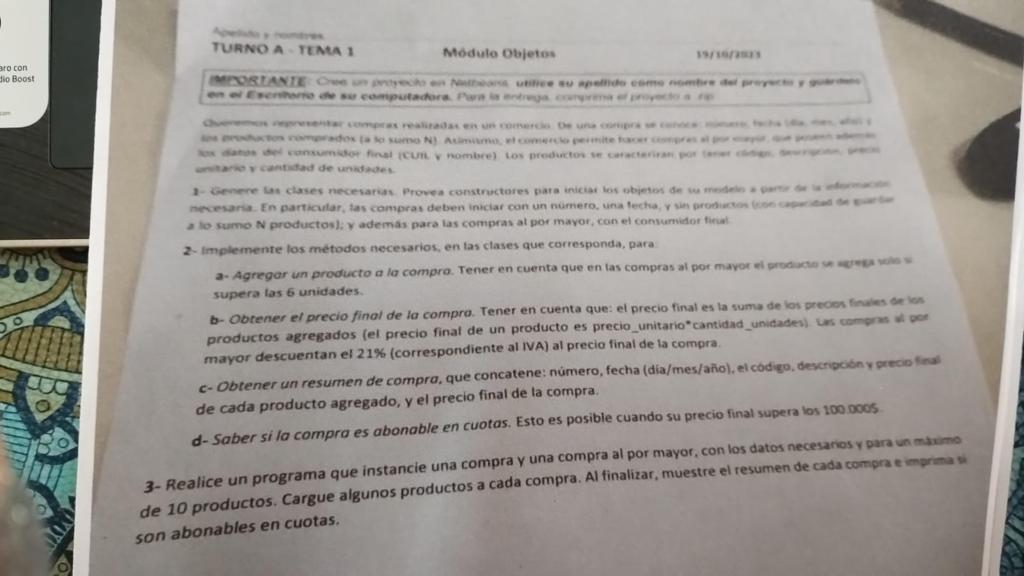 aro con
dio Boost
Apellido y nombres
TURNO A - TEMA 1 Módulo Objetos 19/10/2023
IMPORTANTE: Cree un proyecto en Netbeans, utilice su apellido como nombre del proyecto y guárdelo
en el Escritorio de su computadora. Para la entrega, comprima el proyecto a .zip
Queremos representar compras realizadas en un comercio. De una compra se conoce: número, fecha (día, mes, año) y
los productos comprados (a lo sumo N). Asimismo, el comercio permite hacer compras al por mayor, que poseen además
los datos del consumidor final (CUIL y nombre). Los productos se caracterizan por tener código, descripción, precio
unitario y cantidad de unidades.
1- Genere las clases necesarias. Provea constructores para iniciar los objetos de su modelo a partir de la información
necesaria. En particular, las compras deben iniciar con un número, una fecha, y sin productos (con capacidad de guardar
a lo sumo N productos); y además para las compras al por mayor, con el consumidor final.
2- Implemente los métodos necesarios, en las clases que corresponda, para:
a- Agregar un producto a la compra. Tener en cuenta que en las compras al por mayor el producto se agrega solo si
supera las 6 unidades.
b- Obtener el precio final de la compra. Tener en cuenta que: el precio final es la suma de los precios finales de los
productos agregados (el precio final de un producto es precio_unitario*cantidad_unidades). Las compras al por
mayor descuentan el 21% (correspondiente al IVA) al precio final de la compra.
c- Obtener un resumen de compra, que concatene: número, fecha (día/mes/año), el código, descripción y precio final
de cada producto agregado, y el precio final de la compra.
d- Saber si la compra es abonable en cuotas. Esto es posible cuando su precio final supera los 100.000$.
3- Realice un programa que instancie una compra y una compra al por mayor, con los datos necesarios y para un máximo
de 10 productos. Cargue algunos productos a cada compra. Al finalizar, muestre el resumen de cada compra e imprima si
son abonables en cuotas.